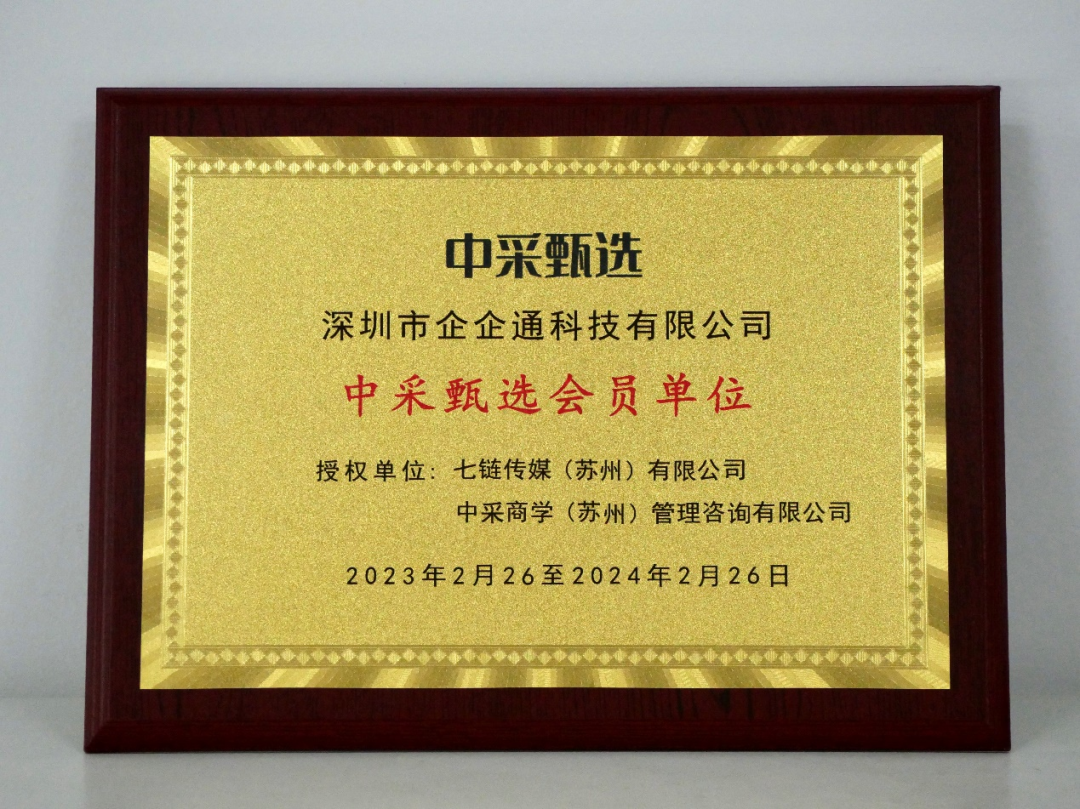 中采甄选
深圳市企企通科技有限公司
中采甄选会员单位
授权单位：七链传媒（苏州）有限公司
中采商学（苏州）管理咨询有限公司
2023年2月26至2024年2月26日